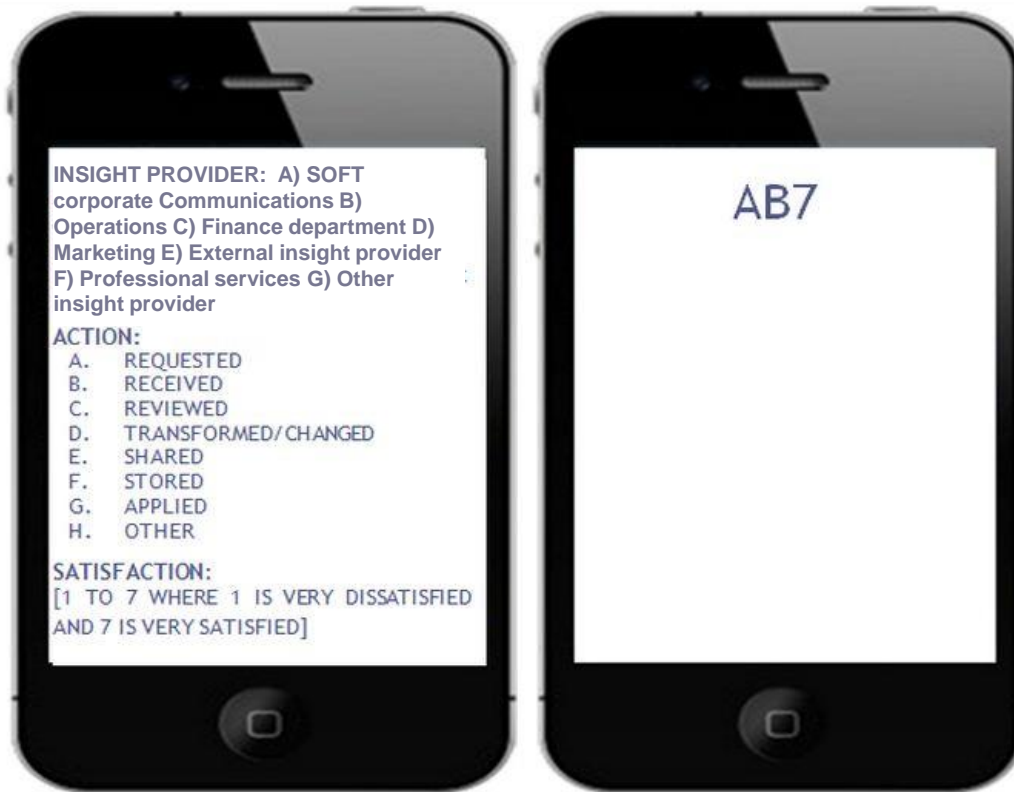 INSIGHT PROVIDER: A) SOFT
corporate Communications B)
Operations C) Finance department D)
Marketing E) External insight provider
F) Professional services G) Other
insight provider
ACTION:
A. REQUESTED
B. RECEIVED
C. REVIEWED
D. TRANSFORMED/CHANGED
E. SHARED
F. STORED
G. APPLIED
H. OTHER
SATISFACTION:
[1 TO 7 WHERE 1 IS VERY DISSATISFIED
AND 7 IS VERY SATISFIED]
AB7